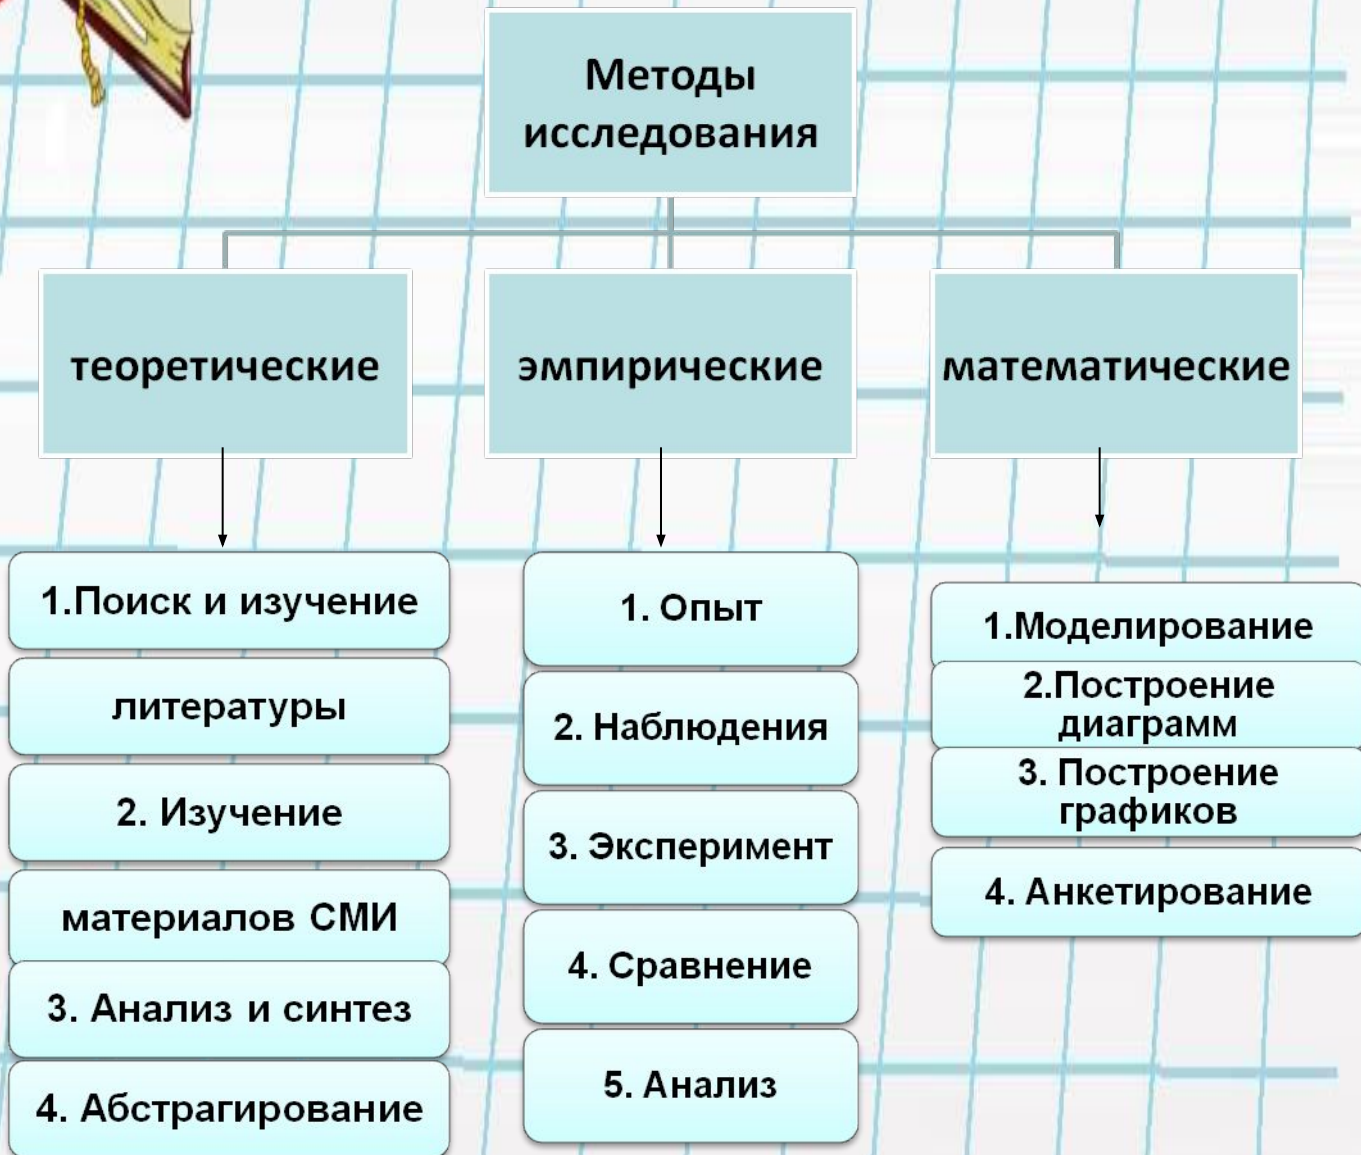 Методы
исследования
теоретические
эмпирические
математические
1.Поиск и изучение
литературы
2. Изучение
материалов СМИ
3. Анализ и синтез
4. Абстрагирование
1. Опыт
2. Наблюдения
3. Эксперимент
4. Сравнение
5. Анализ
1.Моделирование
2.Построение
диаграмм
3. Построение
графиков
4. Анкетирование